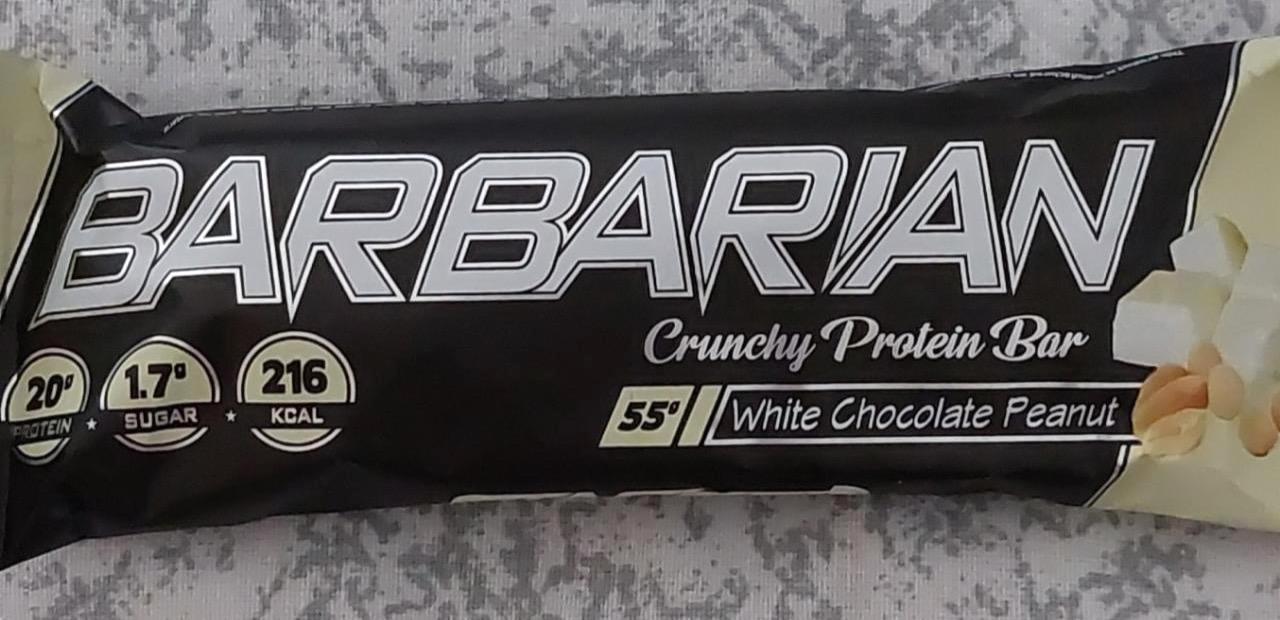 BARBARIAN
Crunchy Protein Bar
20g PROTEIN ★ 1.7g SUGAR ★ 216 KCAL
55g White Chocolate Peanut